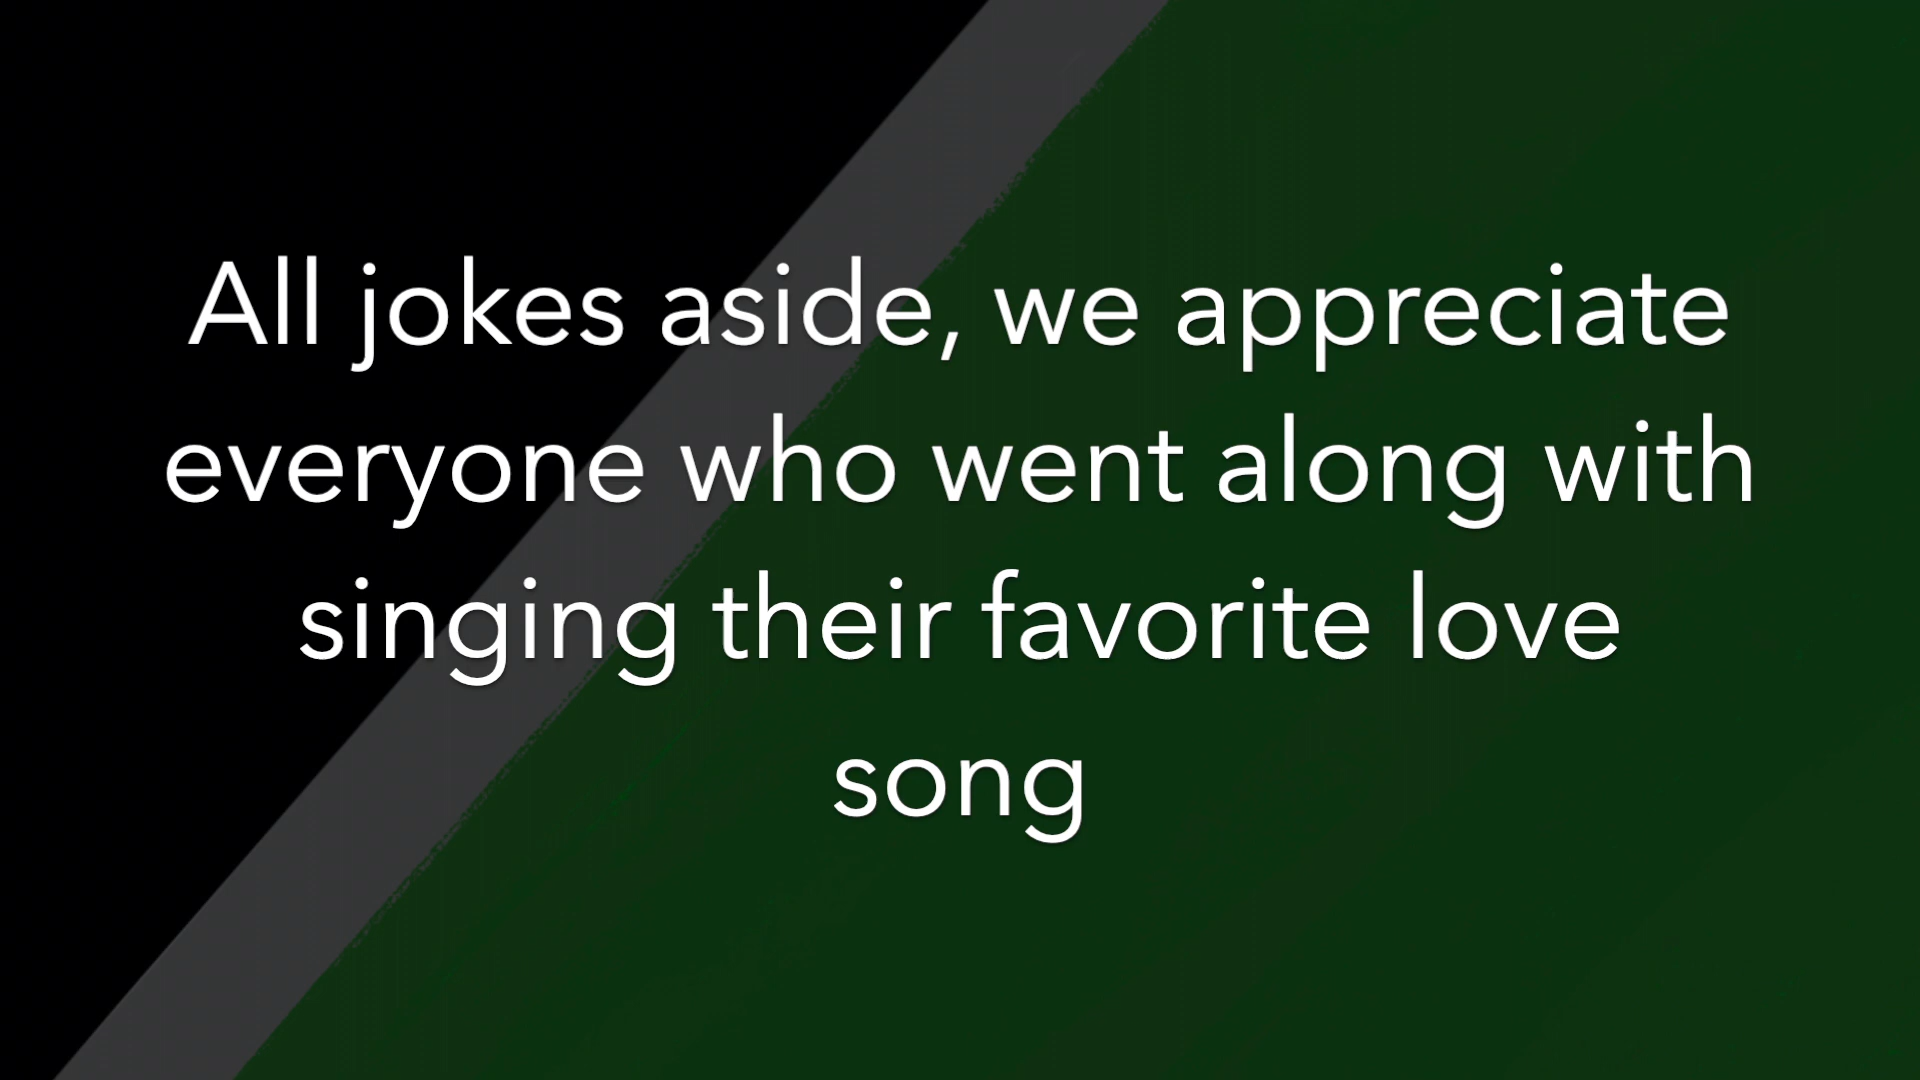 All jokes aside, we appreciate
everyone who went along with
singing their favorite love
song